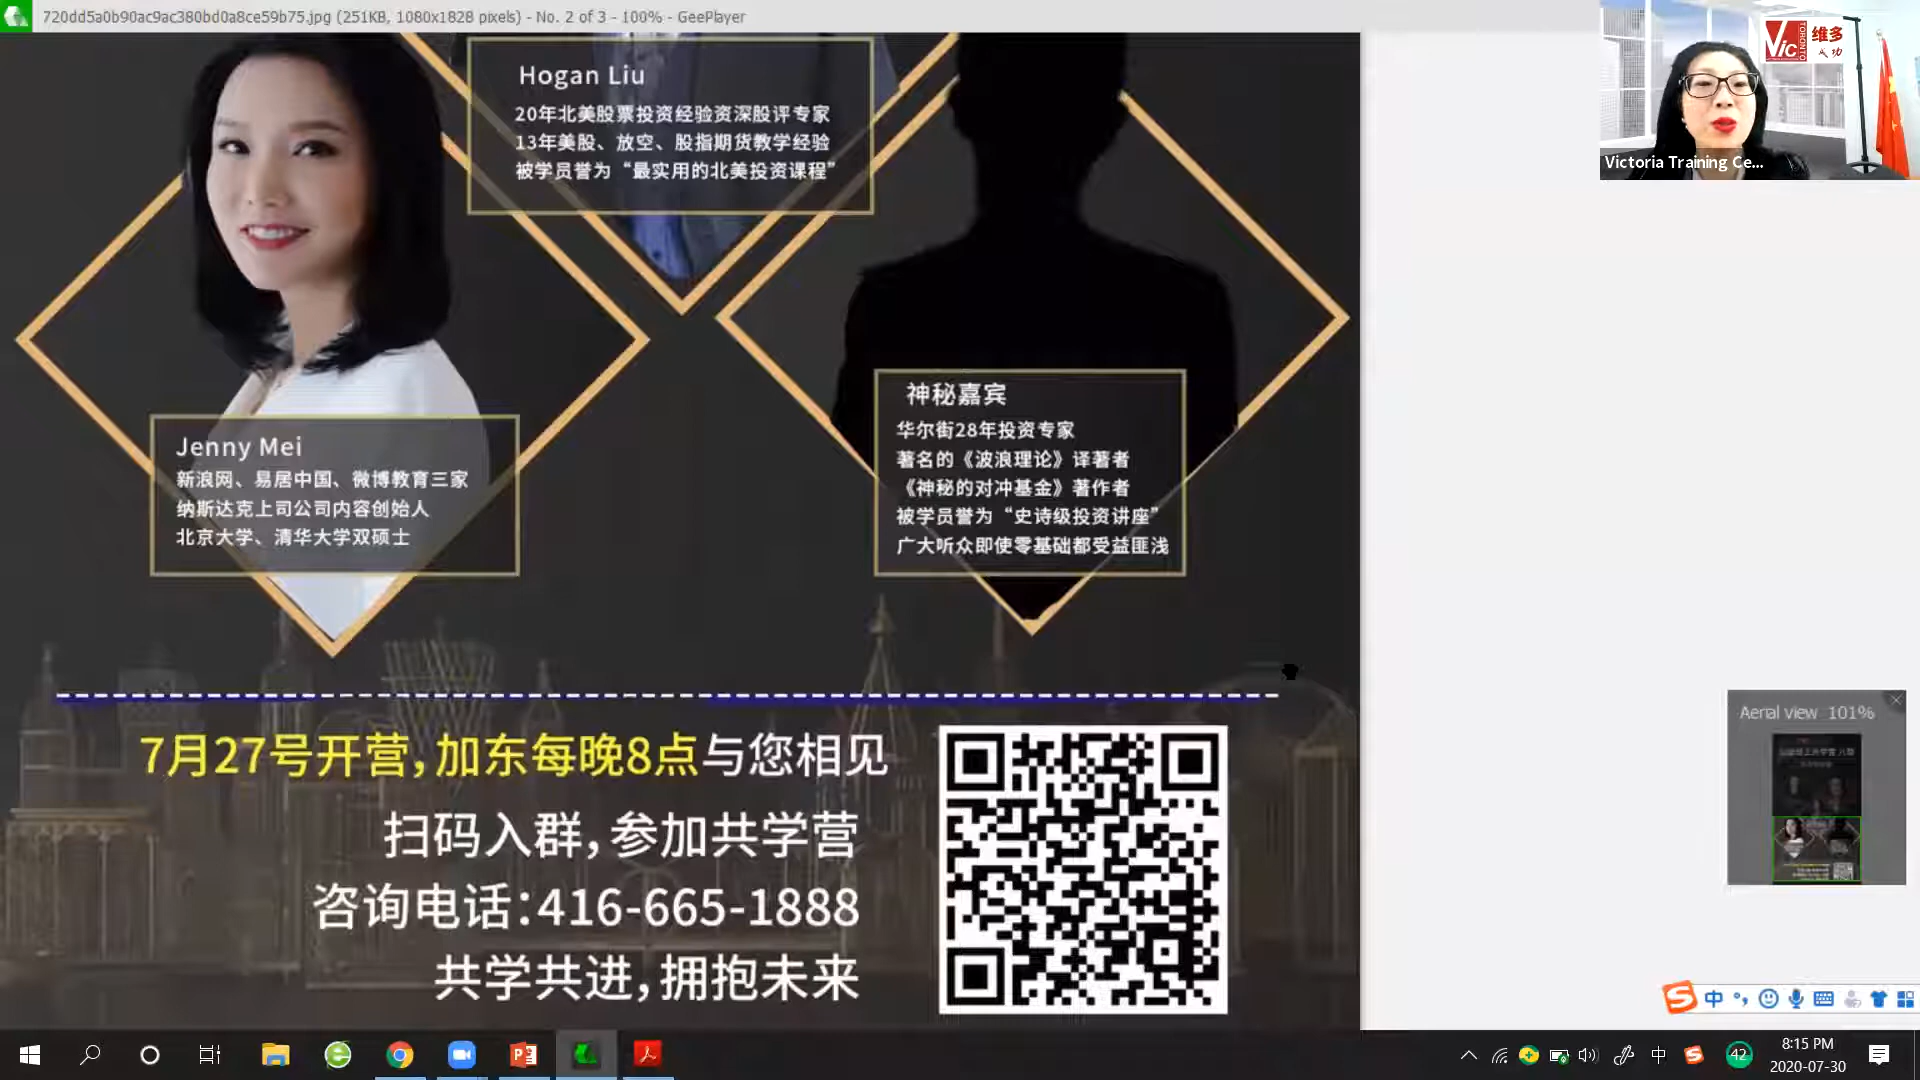 720dd5a0b90ac9ac380bd0a8ce59b75.jpg (251KB, 1080x1828 pixels) - No. 2 of 3 - 100% - GeePlayer
Hogan Liu
20年北美股票投资经验资深股评专家
13年美股、放空、股指期货教学经验
被学员誉为“最实用的北美投资课程”
Jenny Mei
新浪网、易居中国、微博教育三家
纳斯达克上司公司内容创始人
北京大学、清华大学双硕士
神秘嘉宾
华尔街28年投资专家
著名的《波浪理论》译著者
《神秘的对冲基金》著作者
被学员誉为“史诗级投资讲座”
广大听众即使零基础都受益匪浅
7月27号开营，加东每晚8点与您相见
扫码入群，参加共学营
咨询电话：416-665-1888
共学共进，拥抱未来
Vic
TORONTO
维多
成功
Victoria Training Ce...
Aerial view 101%
中
中
42
8:15 PM
2020-07-30